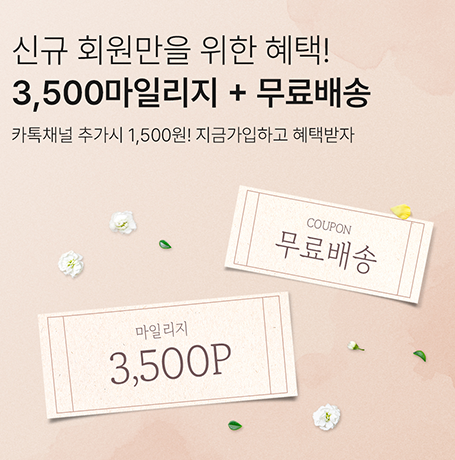 신규 회원만을 위한 혜택!
3,500마일리지 + 무료배송
카톡채널 추가시 1,500원! 지금가입하고 혜택받자
COUPON
무료배송
마일리지
3,500P